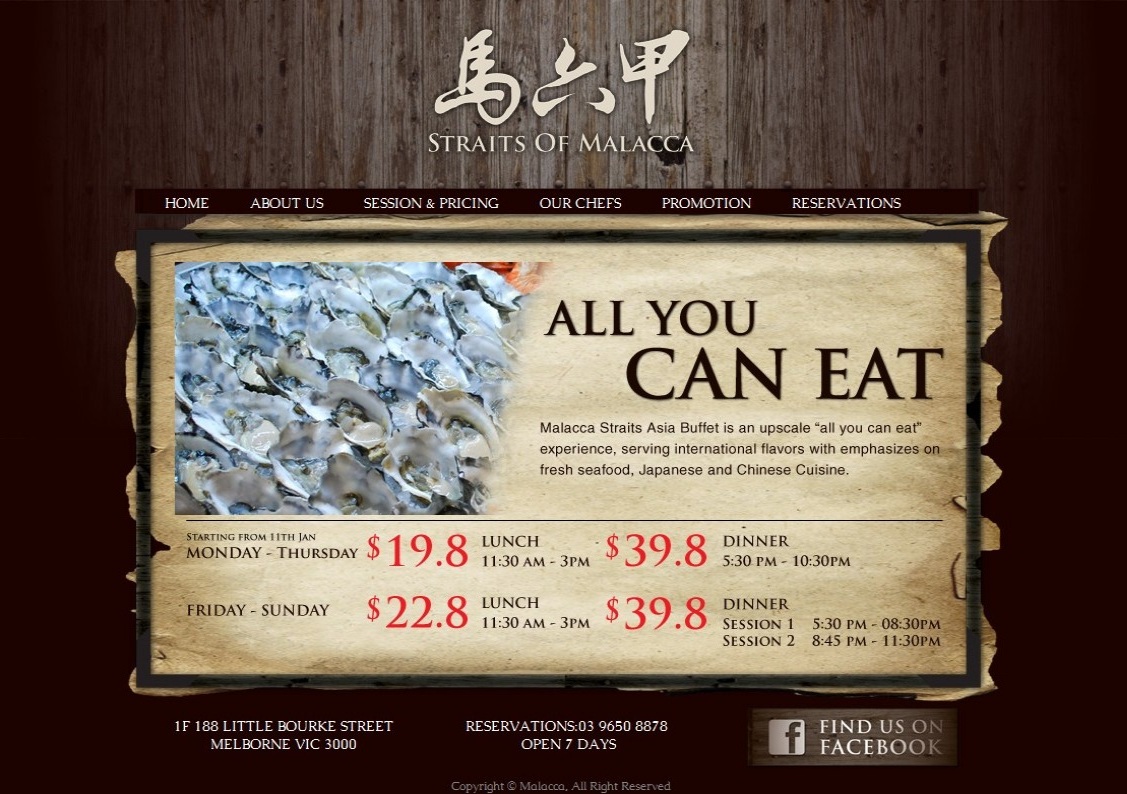 馬六甲
STRAITS OF MALACCA
HOME ABOUT US SESSION & PRICING OUR CHEFS PROMOTION RESERVATIONS
ALL YOU
CAN EAT
Malacca Straits Asia Buffet is an upscale “all you can eat”
experience, serving international flavors with emphasizes on
fresh seafood, Japanese and Chinese Cuisine.
STARTING FROM 11TH JAN
MONDAY - THURSDAY $19.8 LUNCH 11:30 AM - 3PM $39.8 DINNER 5:30 PM - 10:30PM
FRIDAY - SUNDAY $22.8 LUNCH 11:30 AM - 3PM $39.8 DINNER
SESSION 1 5:30 PM - 08:30PM
SESSION 2 8:45 PM - 11:30PM
1F 188 LITTLE BOURKE STREET
MELBORNE VIC 3000
RESERVATIONS:03 9650 8878
OPEN 7 DAYS
f FIND US ON
FACEBOOK
Copyright © Malacca, All Right Reserved